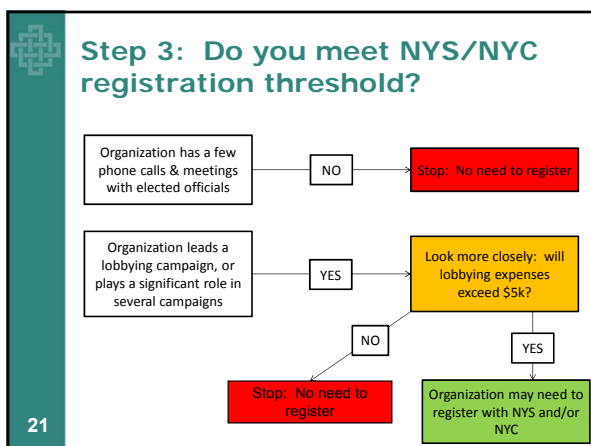 Step 3: Do you meet NYS/NYC
registration threshold?
Organization has a few
phone calls & meetings
with elected officials
NO
Stop: No need to register
Organization leads a
lobbying campaign, or
plays a significant role in
several campaigns
YES
Look more closely: will
lobbying expenses
exceed $5k?
NO
YES
Stop: No need to
register
Organization may need to
register with NYS and/or
NYC
21